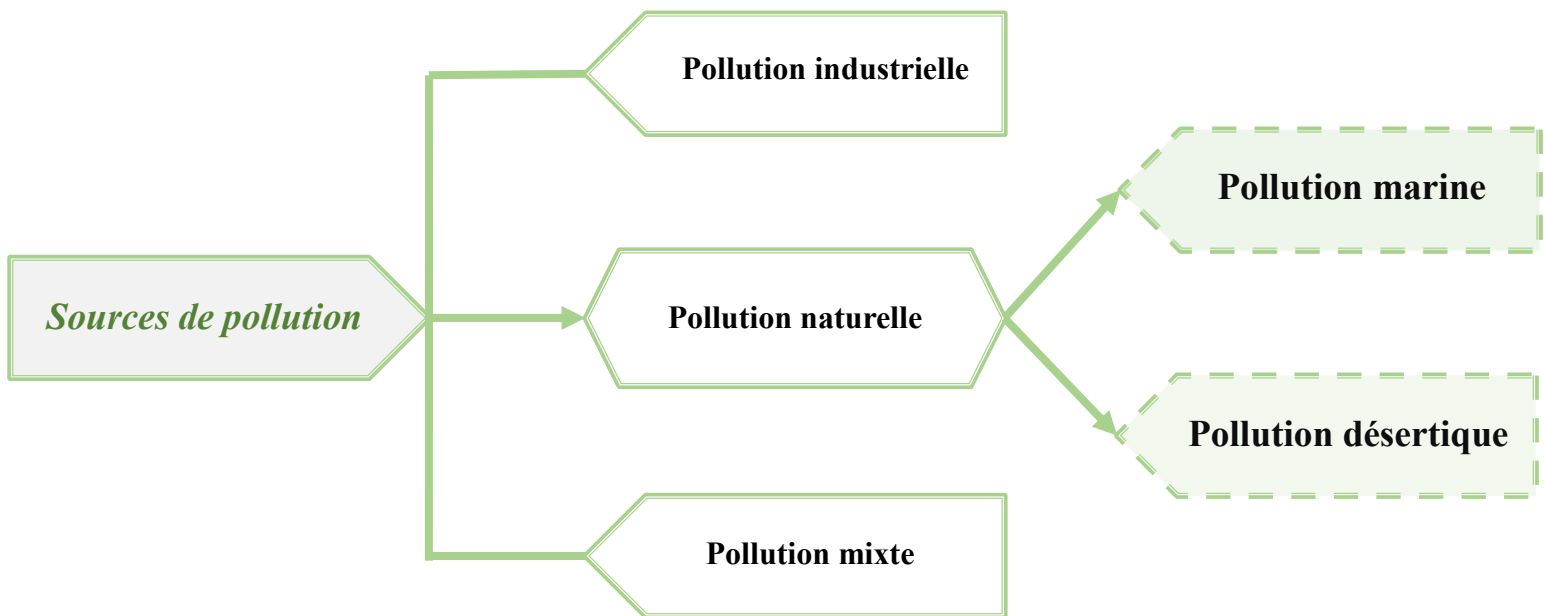 Sources de pollution
Pollution industrielle
Pollution naturelle
Pollution mixte
Pollution marine
Pollution désertique